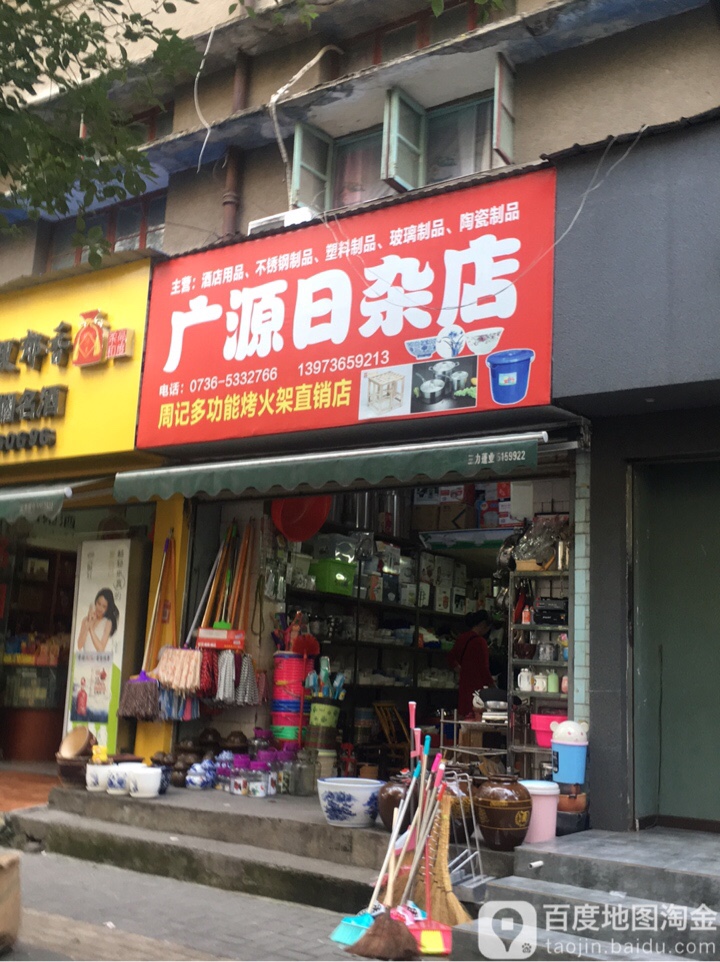 主营：酒店用品、不锈钢制品、塑料制品、玻璃制品、陶瓷制品
广源日杂店
电话：0736-5332766 13973659213
周记多功能烤火架直销店
百度地图淘金
taojin.baidu.com